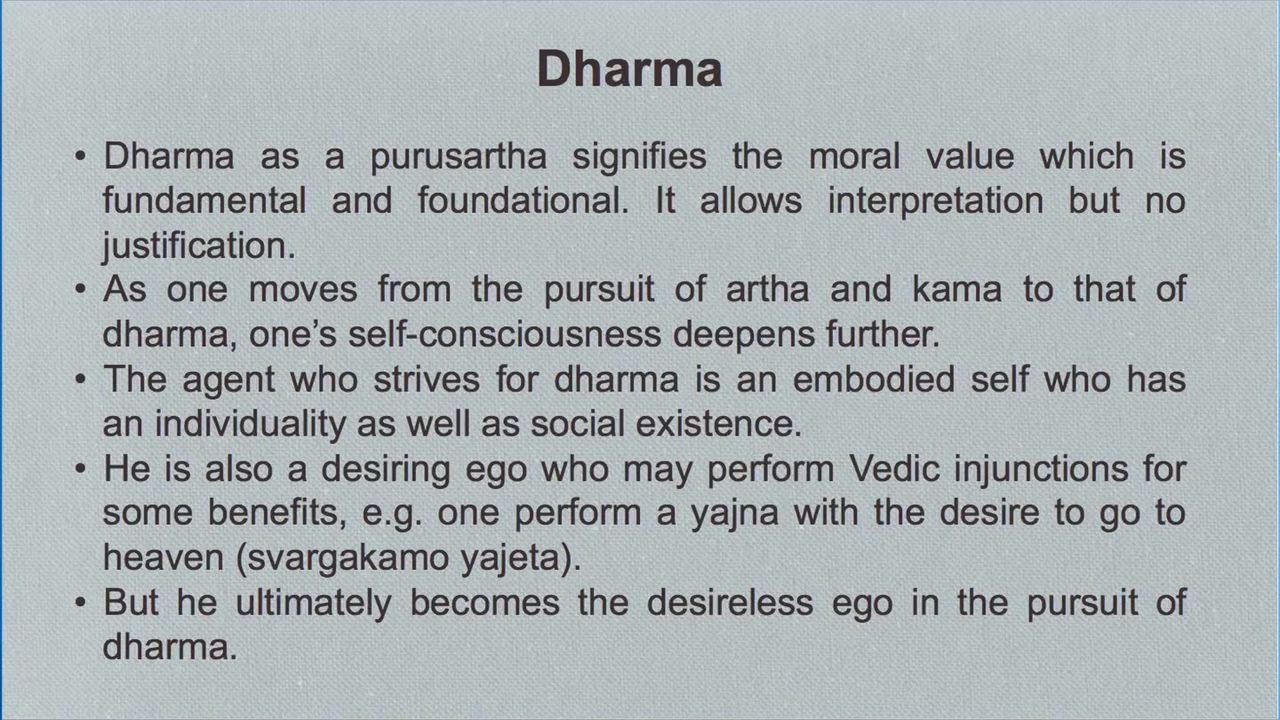 Dharma
• Dharma as a purusartha signifies the moral value which is
fundamental and foundational. It allows interpretation but no
justification.
• As one moves from the pursuit of artha and kama to that of
dharma, one's self-consciousness deepens further.
• The agent who strives for dharma is an embodied self who has
an individuality as well as social existence.
• He is also a desiring ego who may perform Vedic injunctions for
some benefits, e.g. one perform a yajna with the desire to go to
heaven (svargakamo yajeta).
• But he ultimately becomes the desireless ego in the pursuit of
dharma.